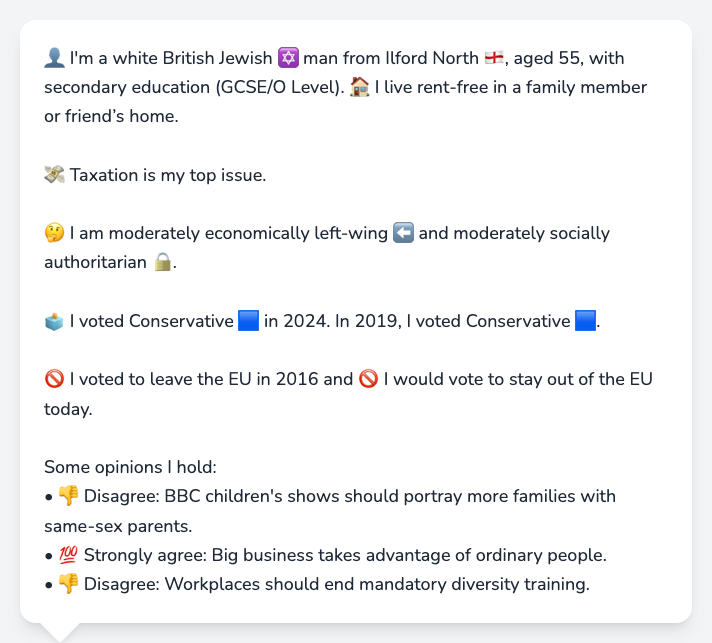 👤 I'm a white British Jewish ✡️ man from Ilford North 🏴󠁧󠁢󠁥󠁮󠁧󠁿, aged 55, with
secondary education (GCSE/O Level). 🏠 I live rent-free in a family member
or friend’s home.
💸 Taxation is my top issue.
🤔 I am moderately economically left-wing ⬅️ and moderately socially
authoritarian 🔒.
🗳️ I voted Conservative 🟦 in 2024. In 2019, I voted Conservative 🟦.
🚫 I voted to leave the EU in 2016 and 🚫 I would vote to stay out of the EU
today.
Some opinions I hold:
• 👎 Disagree: BBC children's shows should portray more families with
same-sex parents.
• 💯 Strongly agree: Big business takes advantage of ordinary people.
• 👎 Disagree: Workplaces should end mandatory diversity training.